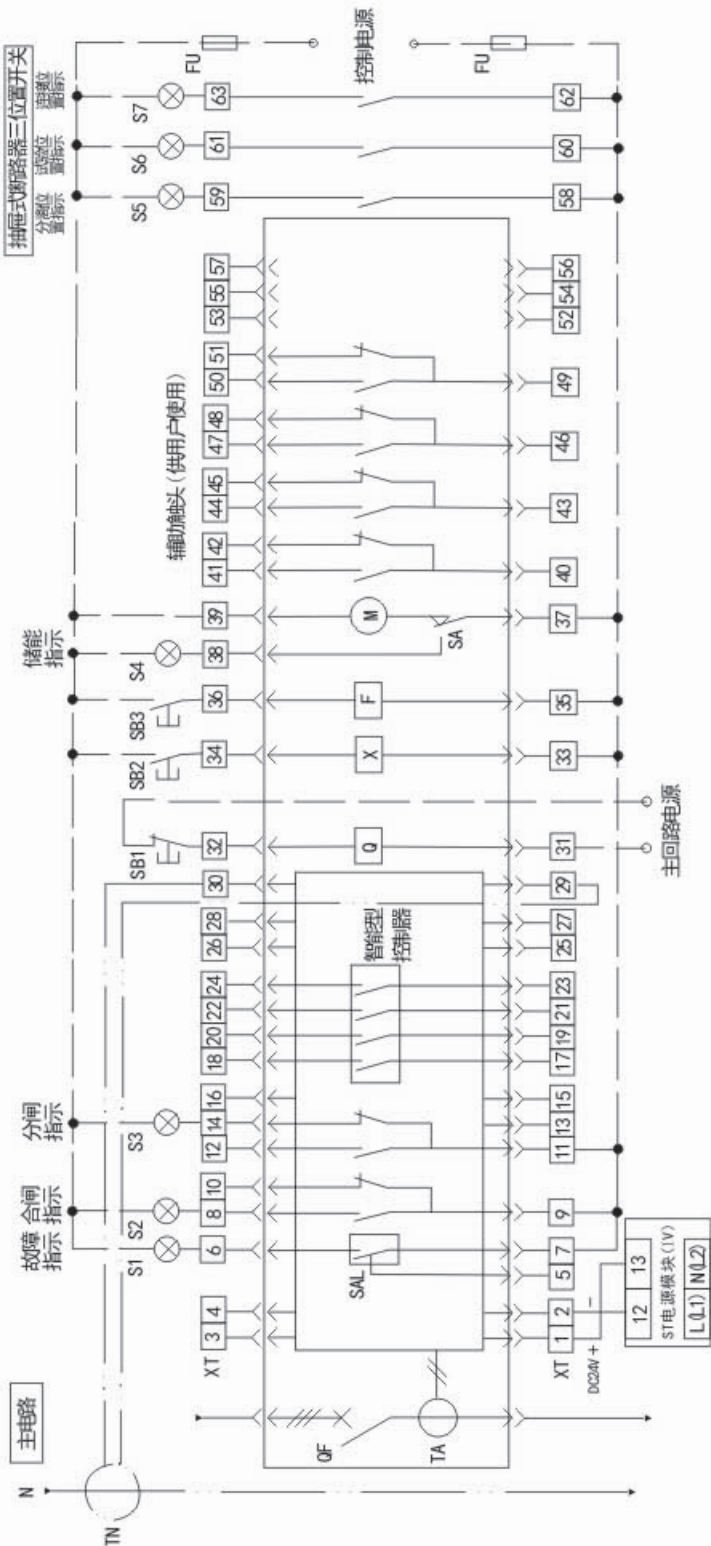 主电路
N
TN
故障指示
合闸指示
分闸指示
储能指示
抽屉式断路器三位置开关
分离位置指示
试验位置指示
连接位置指示
S1
S2
S3
SB1
SB2
SB3
S4
S5
S6
S7
FU
控制电源
FU
辅助触头(供用户使用)
XT
3 4 6 8 10 12 14 16 18 20 22 24 26 28 30 32 34 36 38 39 41 42 44 45 47 48 50 51 53 55 57 59 61 63
QF
TA
SAL
智能型控制器
Q
X
F
M
SA
XT
1 2 5 7 9 11 13 15 17 19 21 23 25 27 29 31 33 35 37 40 43 46 49 52 54 56 58 60 62
DC24V +
-
主回路电源
12 13
ST电源模块(IV)
L(L1) N(L2)